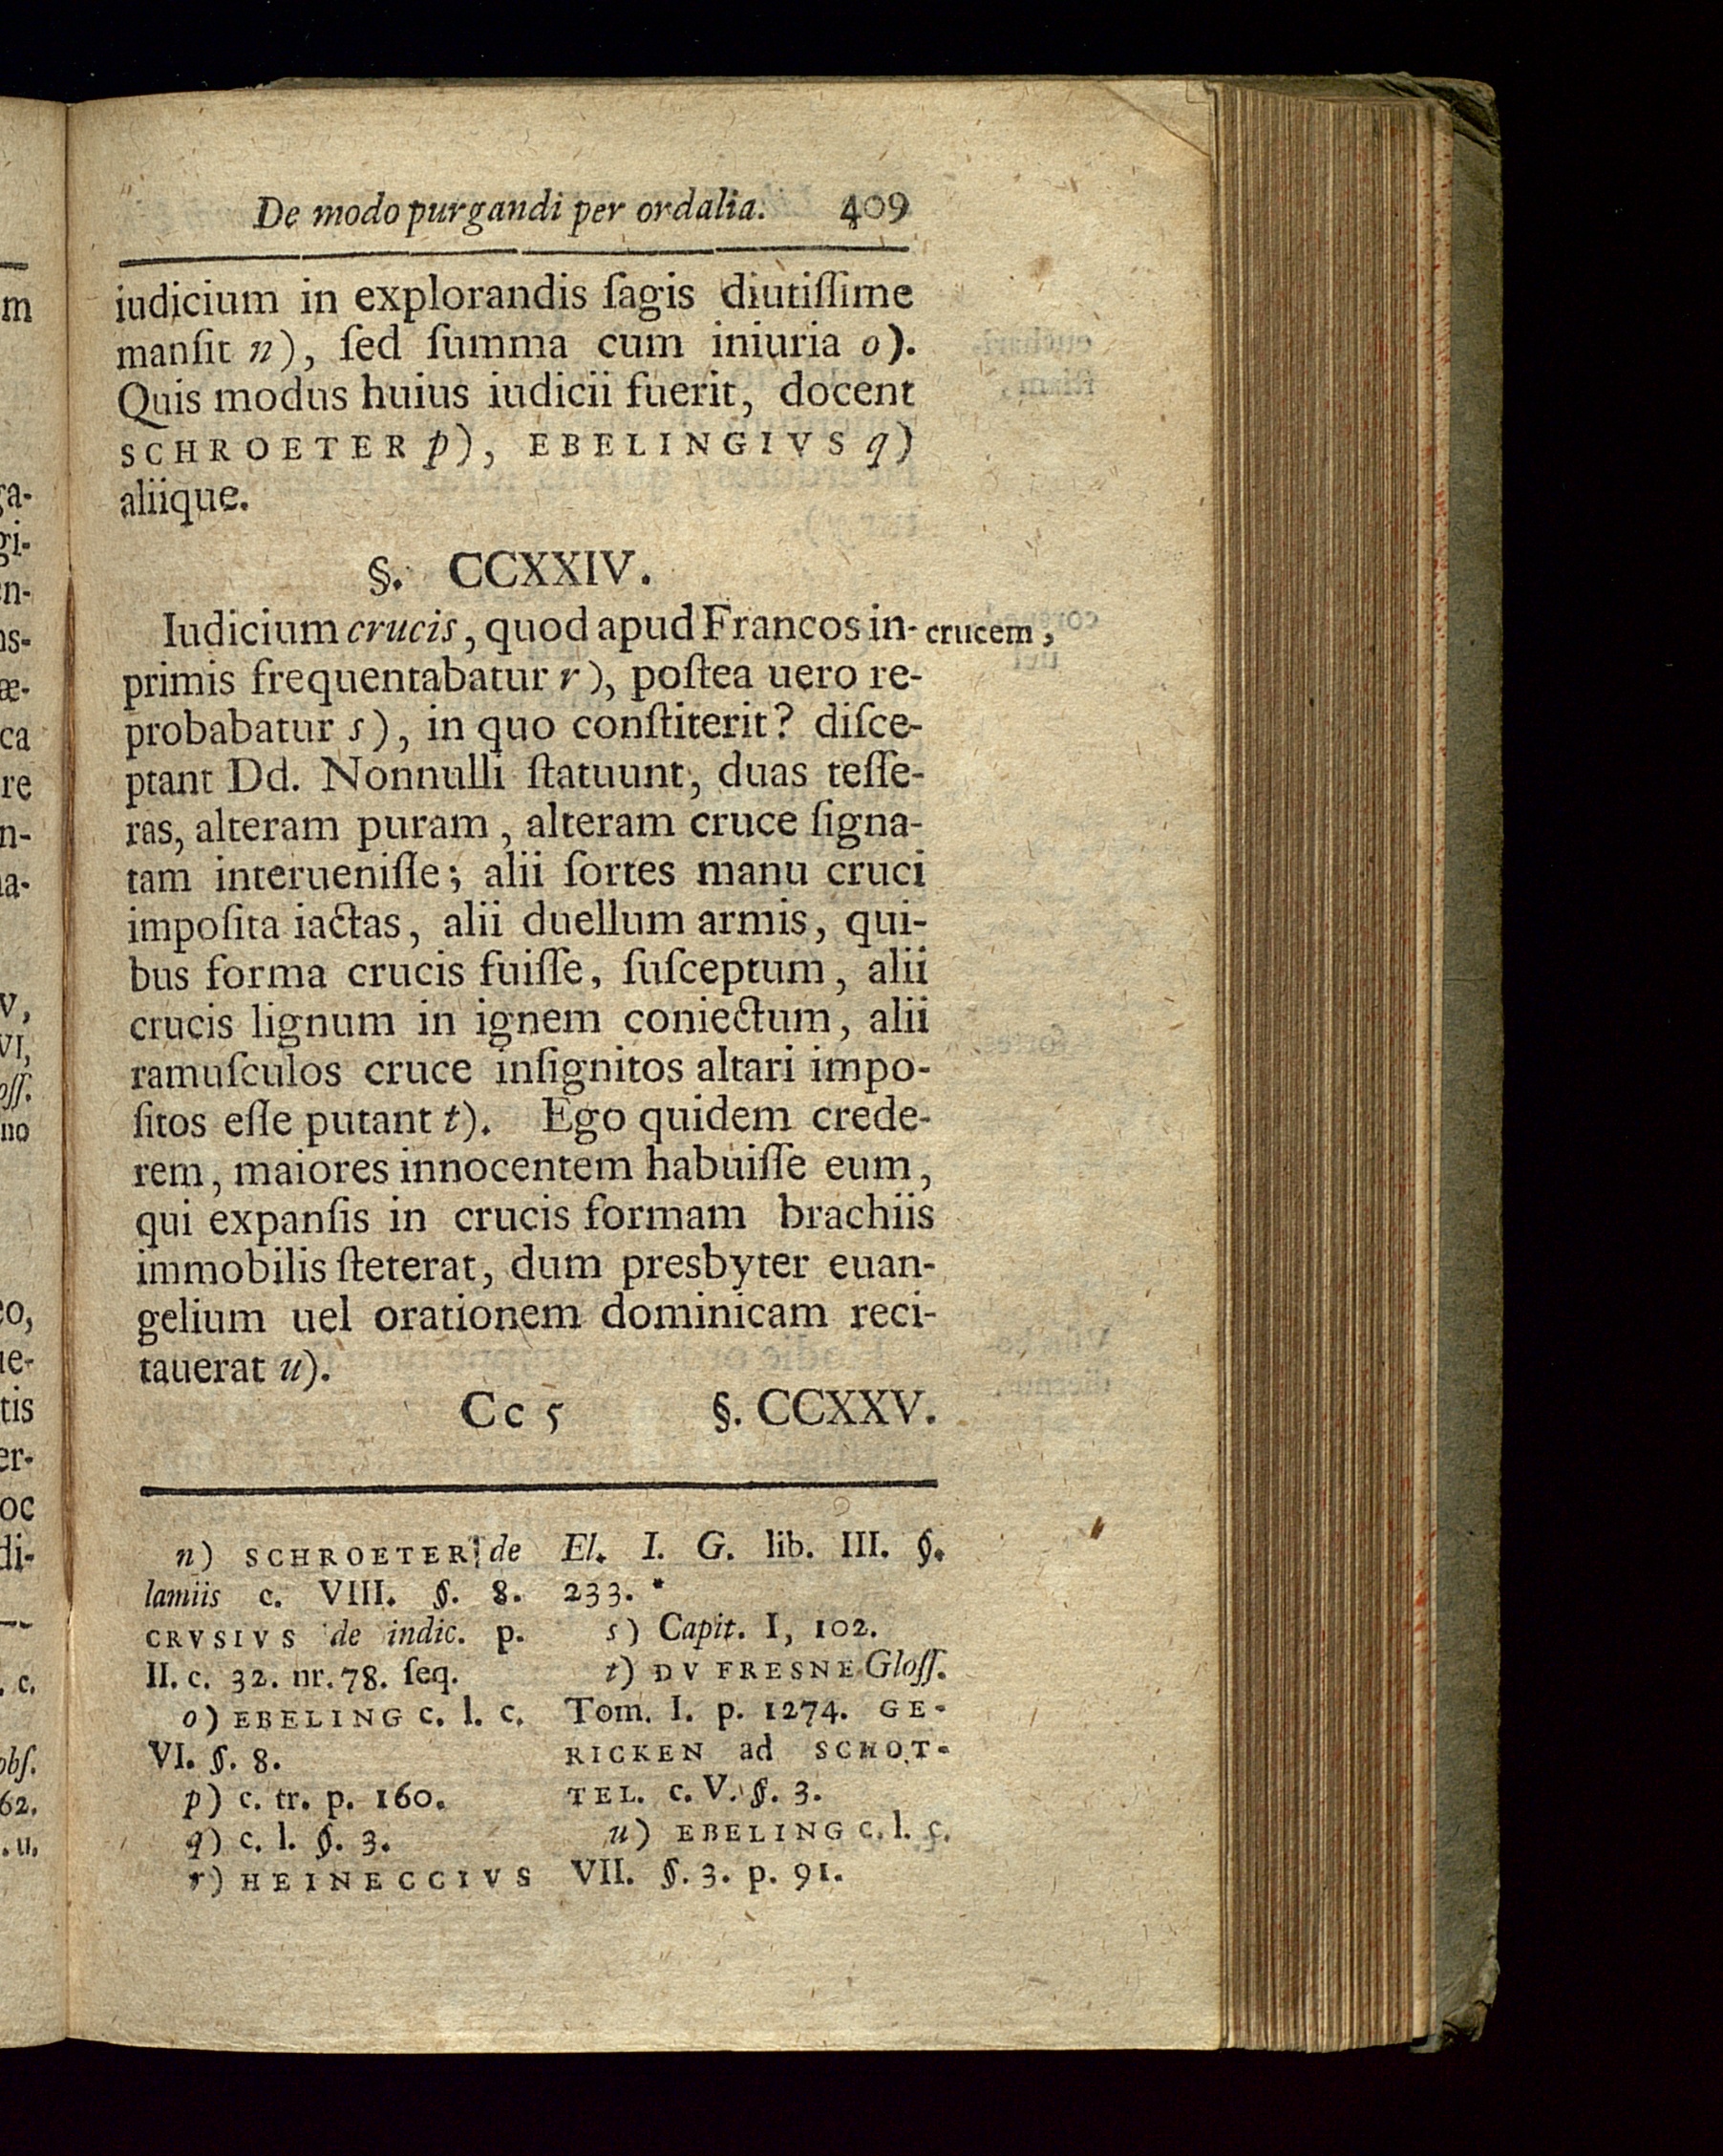 De modo purgandi per ordalia. 409
iudicium in explorandis ſagis diutiſſime
manſit n), ſed ſumma cum iniuria o).
Quis modus huius iudicii fuerit, docent
SCHROETER p), EBELINGIVS q)
aliique.
§. CCXXIV.
Iudicium crucis, quod apud Francos in-
crucem,
primis frequentabatur r), poſtea uero re-
probabatur s), in quo conſtiterit? diſce-
ptant Dd. Nonnulli ſtatuunt, duas teſſe-
ras, alteram puram, alteram cruce ſigna-
tam interueniſſe; alii ſortes manu cruci
impoſita iactas, alii duellum armis, qui-
bus forma crucis fuiſſe, ſuſceptum, alii
crucis lignum in ignem coniectum, alii
ramuſculos cruce inſignitos altari impo-
ſitos eſſe putant t). Ego quidem crede-
rem, maiores innocentem habuiſſe eum,
qui expanſis in crucis formam brachiis
immobilis ſteterat, dum presbyter euan-
gelium uel orationem dominicam reci-
tauerat u).
Cc 5 §. CCXXV.
n) SCHROETER de
lamiis c. VIII. §. 8.
CRVSIVS de indic. p.
II. c. 32. nr. 78. ſeq.
o) EBELING c. l. c.
VI. §. 8.
p) c. tr. p. 160.
q) c. l. §. 3.
r) HEINECCIVS
El. I. G. lib. III. §.
233. *
s) Capit. I, 102.
t) DV FRESNE Gloſſ.
Tom. I. p. 1274. GE-
RICKEN ad SCHOT-
TEL. c. V. §. 3.
u) EBELING c. l. c.
VII. §. 3. p. 91.